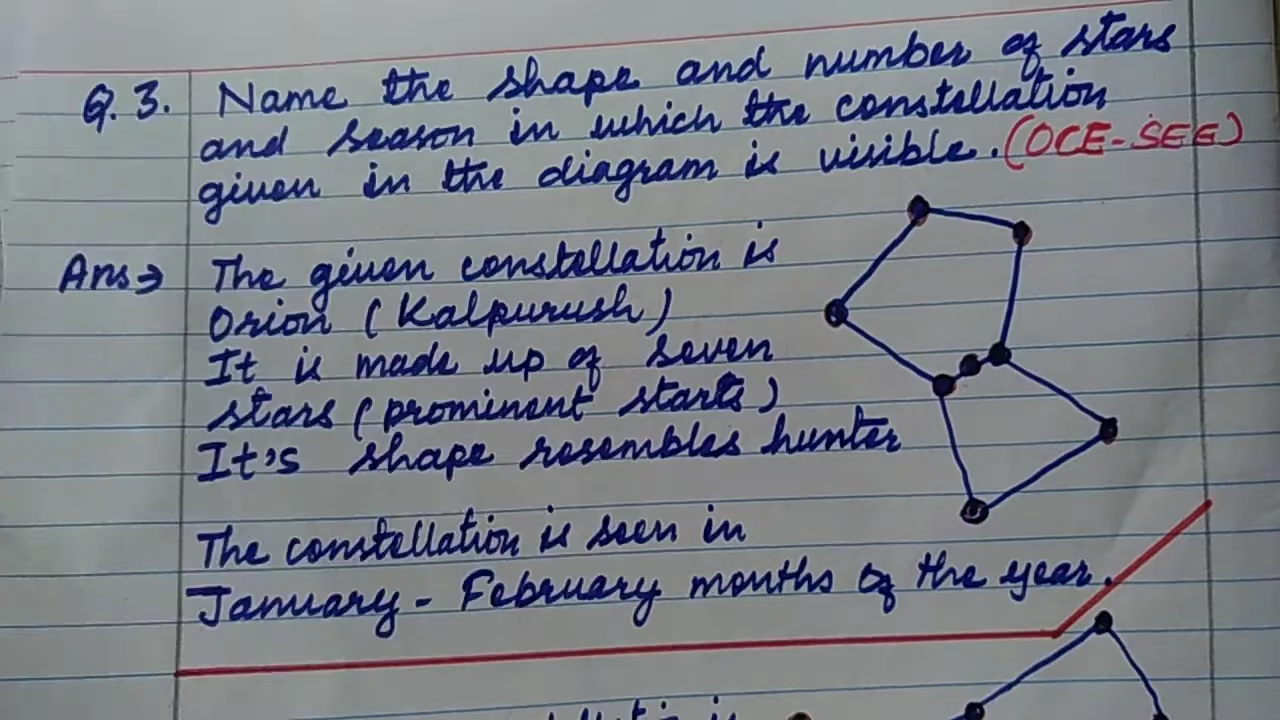 Q. 3. Name the shape and number of stars
and season in which the constellation
given in the diagram is visible. (OCE-SEE)
Ans→ The given constellation is
Orion (Kalpurush)
It is made up of seven
stars (prominent starts)
It's shape resembles hunter
The constellation is seen in
January - February months of the year.